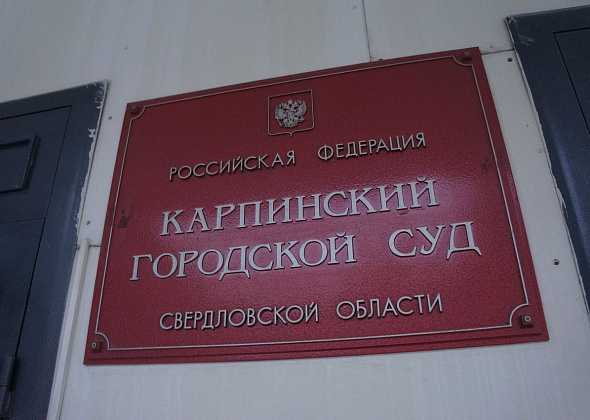 РОССИЙСКАЯ ФЕДЕРАЦИЯ
КАРПИНСКИЙ
ГОРОДСКОЙ СУД
СВЕРДЛОВСКОЙ ОБЛАСТИ